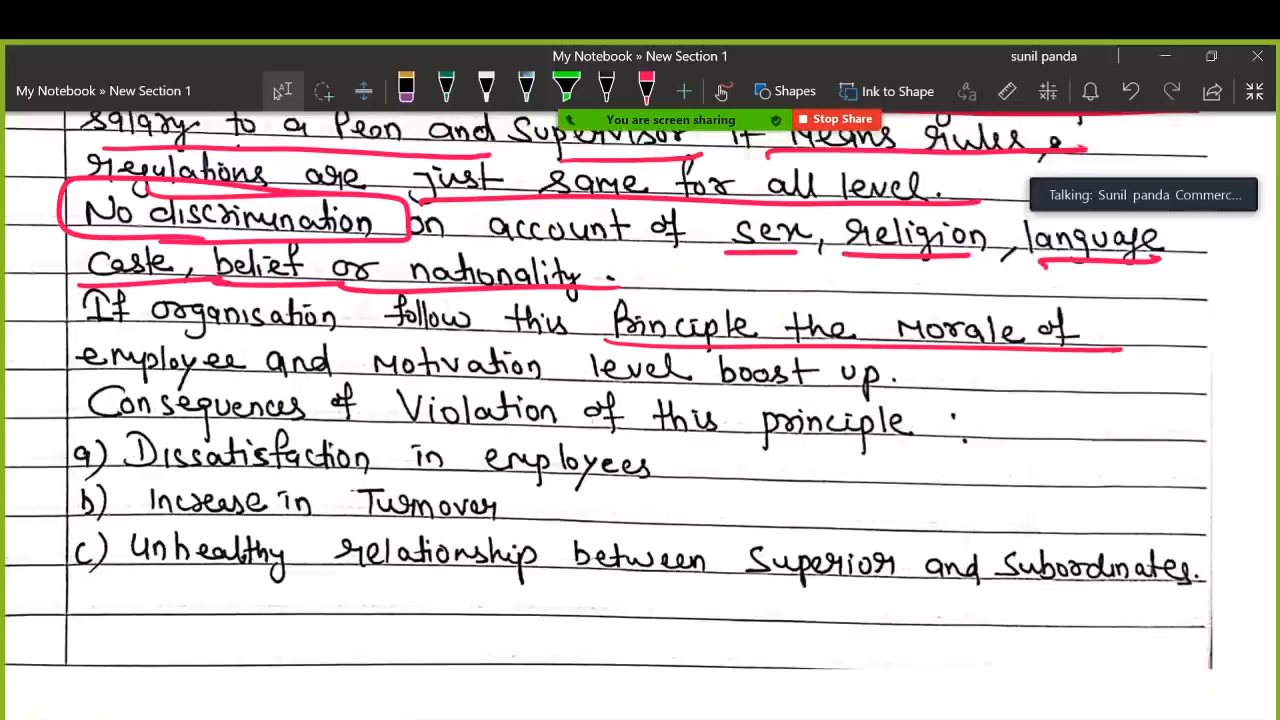 My Notebook » New Section 1
sunil panda
My Notebook » New Section 1
Shapes
Ink to Shape
You are screen sharing
Stop Share
Talking: Sunil panda Commerc...
salary to a Peon and Supervisor it Means rules,
regulations are just same for all level.
No discrimination on account of sex, religion, language
caste, belief or nationality.
If organisation follow this Principle the Morale of
employee and Motivation level boost up.
Consequences of Violation of this principle :
a) Dissatisfaction in employees
b) Increase in Turnover
c) Unhealthy relationship between Superior and Subordinates.